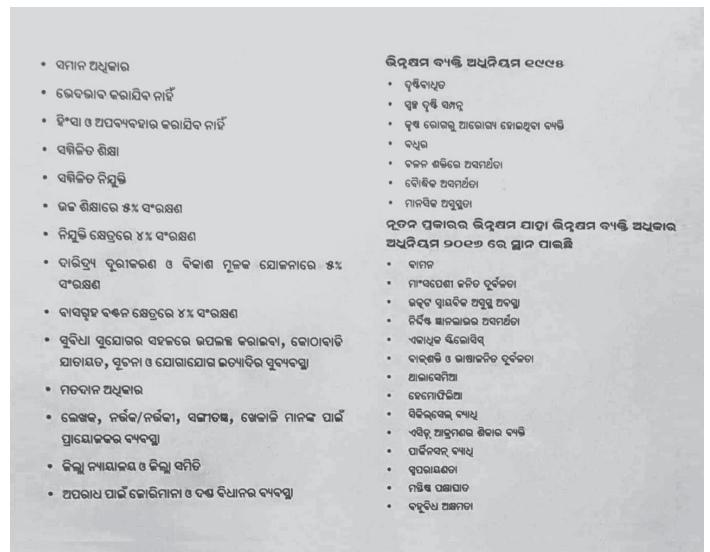 • ସମାନ ଅଧିକାର
• ଭେଦଭାବ କରାଯିବ ନାହିଁ
• ହିଂସା ଓ ଅପବ୍ୟବହାର କରାଯିବ ନାହିଁ
• ସମ୍ମିଳିତ ଶିକ୍ଷା
• ସମ୍ମିଳିତ ନିଯୁକ୍ତି
• ଉଚ୍ଚ ଶିକ୍ଷାରେ ୫% ସଂରକ୍ଷଣ
• ନିଯୁକ୍ତି କ୍ଷେତ୍ରରେ ୪% ସଂରକ୍ଷଣ
• ଦାରିଦ୍ର୍ୟ ଦୂରୀକରଣ ଓ ବିକାଶ ମୂଳକ ଯୋଜନାରେ ୫%
ସଂରକ୍ଷଣ
• ବାସଗୃହ ବଣ୍ଟନ କ୍ଷେତ୍ରରେ ୪% ସଂରକ୍ଷଣ
• ସୁବିଧା ସୁଯୋଗର ସହଜରେ ଉପଲବ୍ଧ କରାଇବା, କୋଠାବାଡି
ଯାତାୟତ, ସୂଚନା ଓ ଯୋଗାଯୋଗ ଇତ୍ୟାଦିର ସୁବ୍ୟବସ୍ଥା
• ମତଦାନ ଅଧିକାର
• ଲେଖକ, ନର୍ତ୍ତକ/ନର୍ତ୍ତକୀ, ସଙ୍ଗୀତଜ୍ଞ, ଖେଳାଳି ମାନଙ୍କ ପାଇଁ
ପ୍ରାୟୋଜକର ବ୍ୟବସ୍ଥା
• ଜିଲ୍ଲା ନ୍ୟାୟାଳୟ ଓ ଜିଲ୍ଲା ସମିତି
• ଅପରାଧ ପାଇଁ ଜୋରିମାନା ଓ ଦଣ୍ଡ ବିଧାନର ବ୍ୟବସ୍ଥା
ଭିନ୍ନକ୍ଷମ ବ୍ୟକ୍ତି ଅଧିନିୟମ ୧୯୯୫
• ଦୃଷ୍ଟିବାଧିତ
• ସ୍ୱଳ୍ପ ଦୃଷ୍ଟି ସମ୍ପନ୍ନ
• କୁଷ୍ଠ ରୋଗରୁ ଆରୋଗ୍ୟ ହୋଇଥିବା ବ୍ୟକ୍ତି
• ବଧିର
• ଚଳନ ଶକ୍ତିରେ ଅସମର୍ଥତା
• ବୌଦ୍ଧିକ ଅସମର୍ଥତା
• ମାନସିକ ଅସୁସ୍ଥତା
ନୂତନ ପ୍ରକାରର ଭିନ୍ନକ୍ଷମ ଯାହା ଭିନ୍ନକ୍ଷମ ବ୍ୟକ୍ତି ଅଧିକାର
ଅଧିନିୟମ ୨୦୧୬ ରେ ସ୍ଥାନ ପାଇଛି
• ବାମନ
• ମାଂସପେଶୀ ଜନିତ ଦୂର୍ବଳତା
• ଉତ୍କଟ ସ୍ନାୟବିକ ଅସୁସ୍ଥ ଅବସ୍ଥା
• ନିର୍ଦ୍ଦିଷ୍ଟ ଜ୍ଞାନଲାଭର ଅସମର୍ଥତା
• ଏକାଧିକ ସ୍କିରୋସିସ୍
• ବାକ୍‌ଶକ୍ତି ଓ ଭାଷାଜନିତ ଦୂର୍ବଳତା
• ଥାଲାସେମିଆ
• ହେମୋଫିଲିଆ
• ସିକିଲ୍‌ସେଲ୍ ବ୍ୟାଧି
• ଏସିଡ୍ ଆକ୍ରମଣର ଶିକାର ବ୍ୟକ୍ତି
• ପାର୍କିନସନ୍ ବ୍ୟାଧି
• ସ୍ୱପରାୟଣତା
• ମସ୍ତିଷ୍କ ପକ୍ଷାଘାତ
• ବହୁବିଧ ଅକ୍ଷମତା